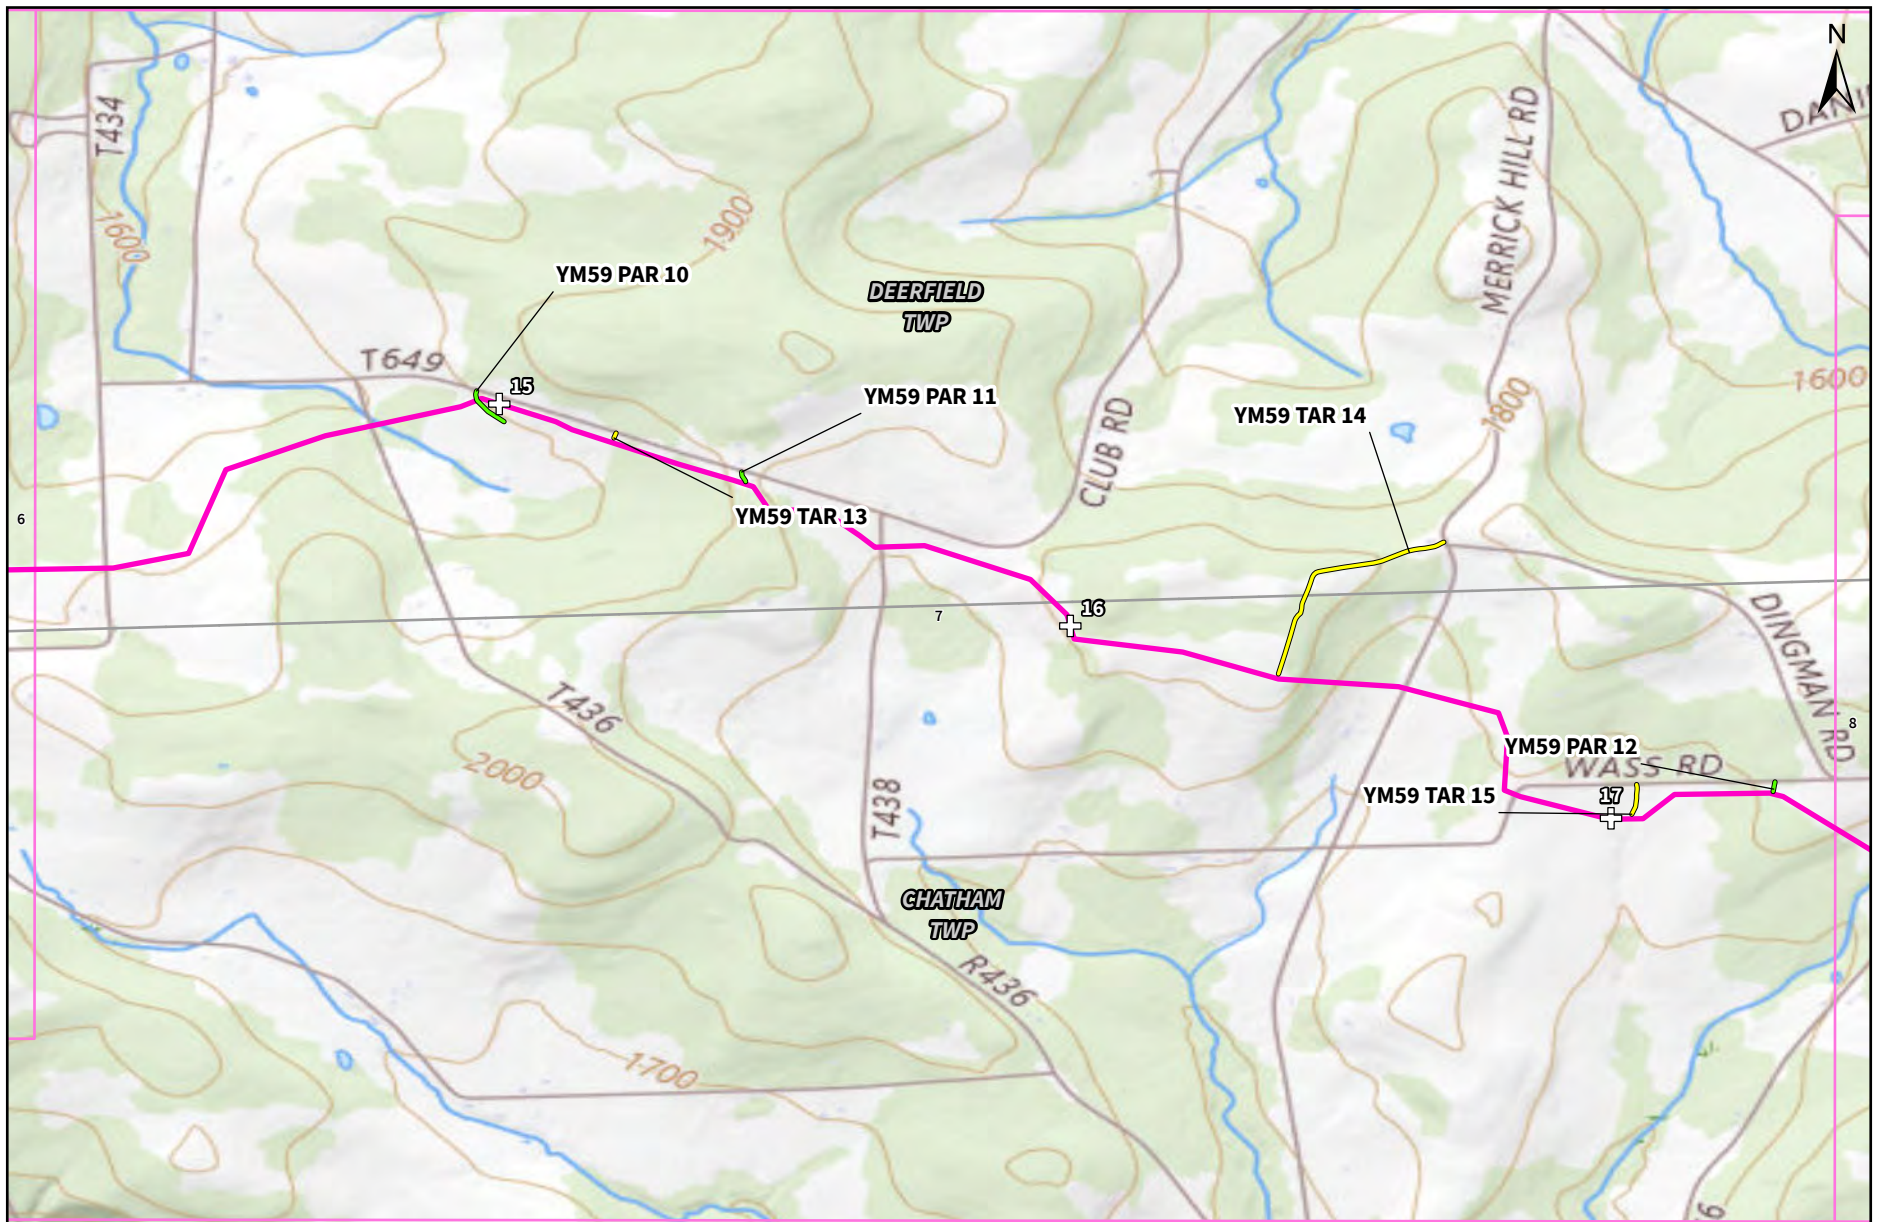 N
T434
MERRICK HILL RD
1600
1900
YM59 PAR 10
DEERFIELD
TWP
T649
15
YM59 PAR 11
1600
1800
YM59 TAR 14
CLUB RD
6
YM59 TAR 13
16
7
DINGMAN RD
T436
8
YM59 PAR 12
WASS RD
2000
T438
YM59 TAR 15
17
CHATHAM
TWP
R436
1700